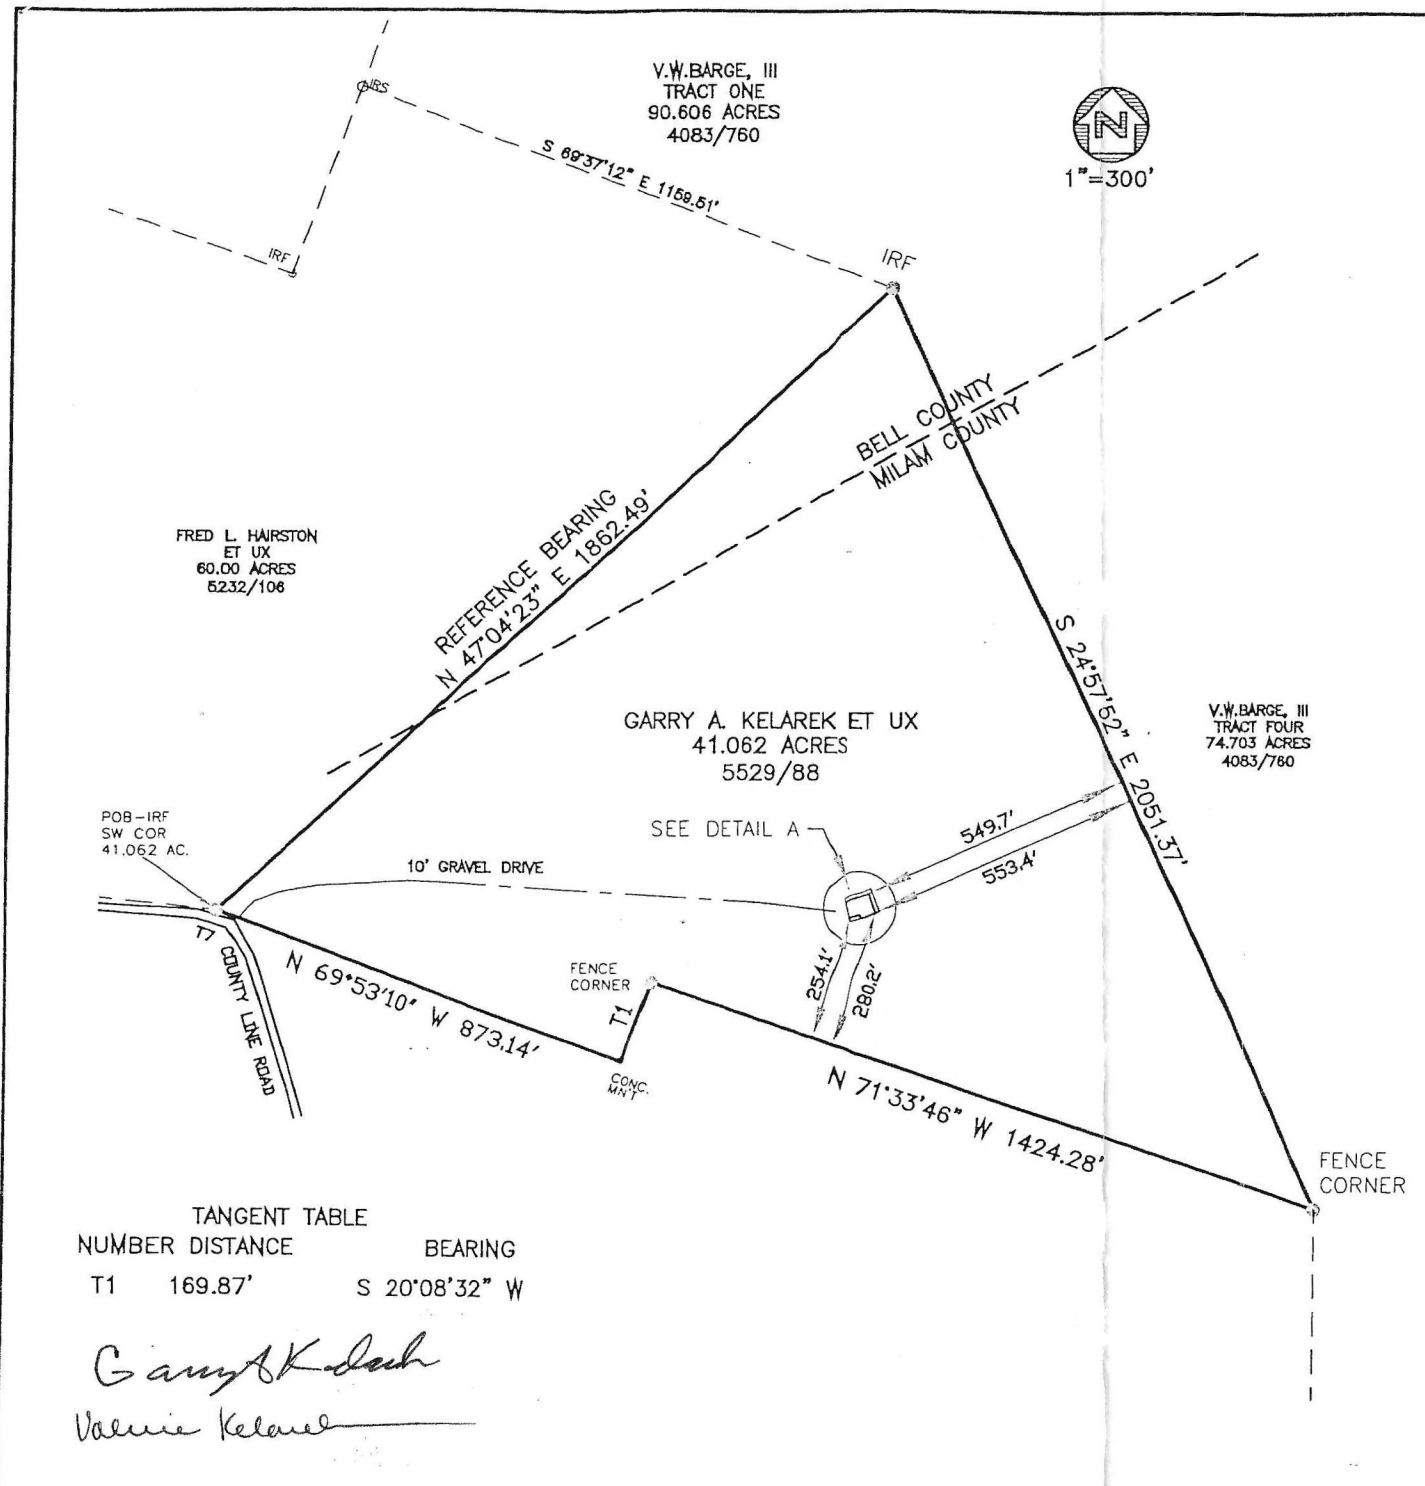 V.W.BARGE, III
TRACT ONE
90.606 ACRES
4083/760
IRS
N
1"=300'
S 69°37'12" E 1159.51'
IRF
IRF
BELL COUNTY
MILAM COUNTY
REFERENCE BEARING
N 47°04'23" E 1862.49'
FRED L. HAIRSTON
ET UX
60.00 ACRES
5232/106
S 24°57'52" E 2051.37'
GARRY A. KELAREK ET UX
41.062 ACRES
5529/88
V.W.BARGE, III
TRACT FOUR
74.703 ACRES
4083/760
POB-IRF
SW COR
41.062 AC.
SEE DETAIL A
549.7'
553.4'
10' GRAVEL DRIVE
T7 COUNTY LINE ROAD
N 69°53'10" W 873.14'
FENCE
CORNER
T1
254.1'
280.2'
CONC.
MN'T
N 71°33'46" W 1424.28'
FENCE
CORNER
TANGENT TABLE
NUMBER DISTANCE BEARING
T1 169.87' S 20°08'32" W
Garry A Kelarek
Valerie Kelarek